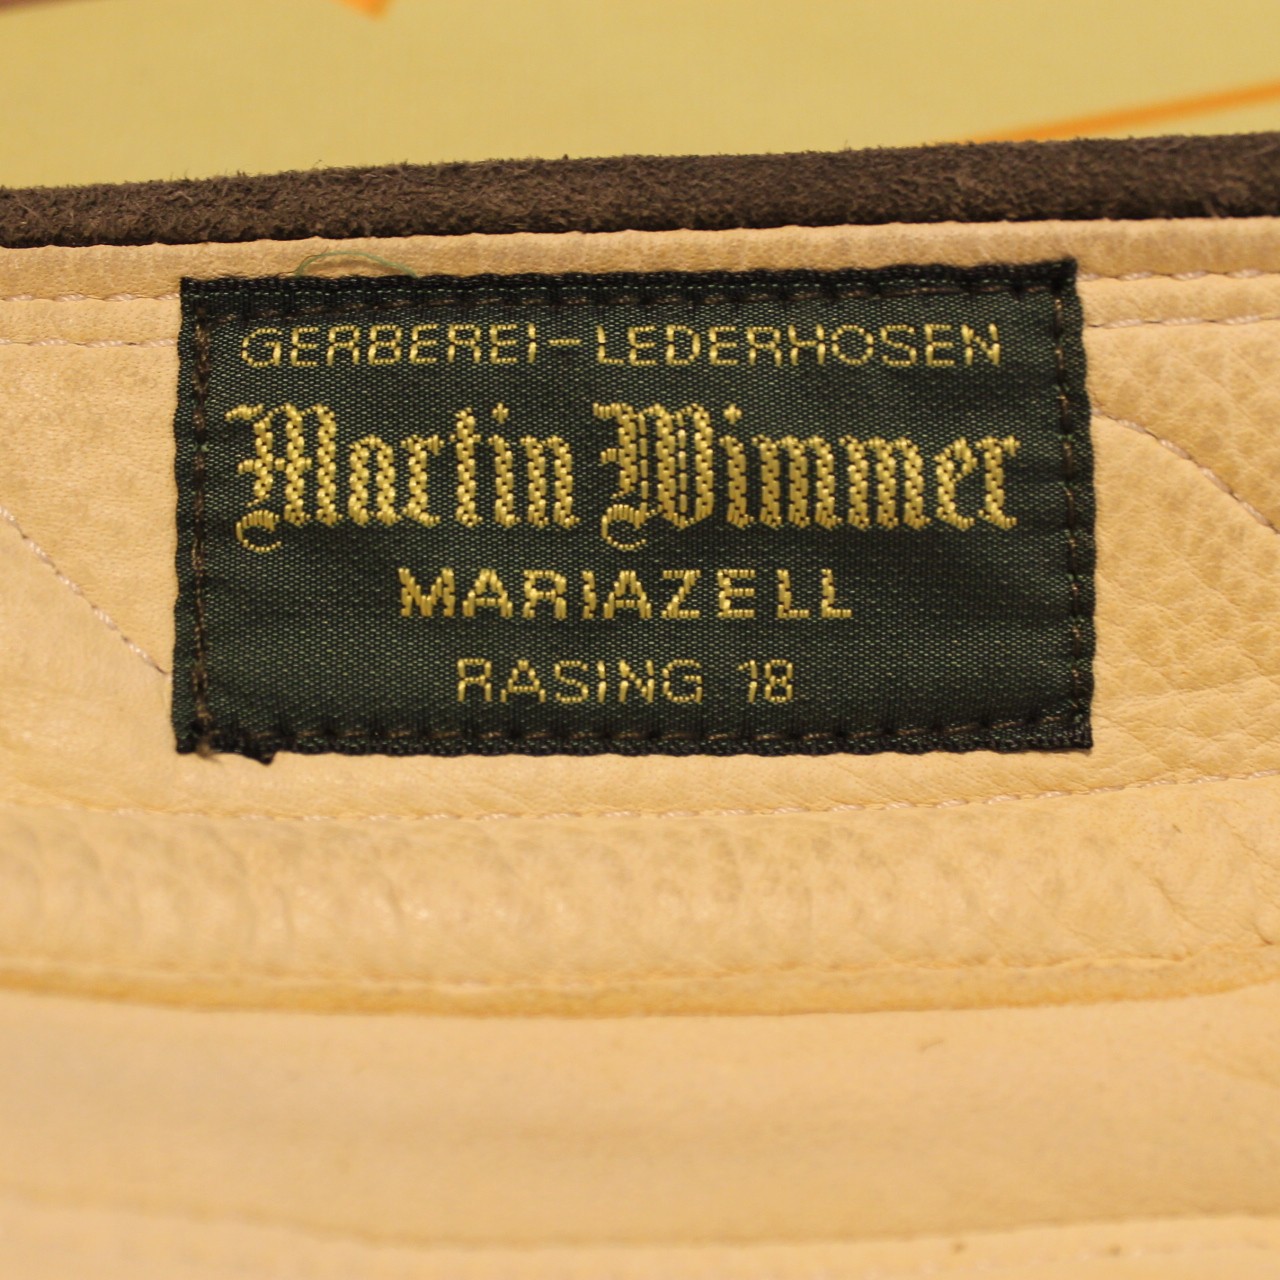 GERBEREI-LEDERHOSEN
Martin Wimmer
MARIAZELL
RASING 18